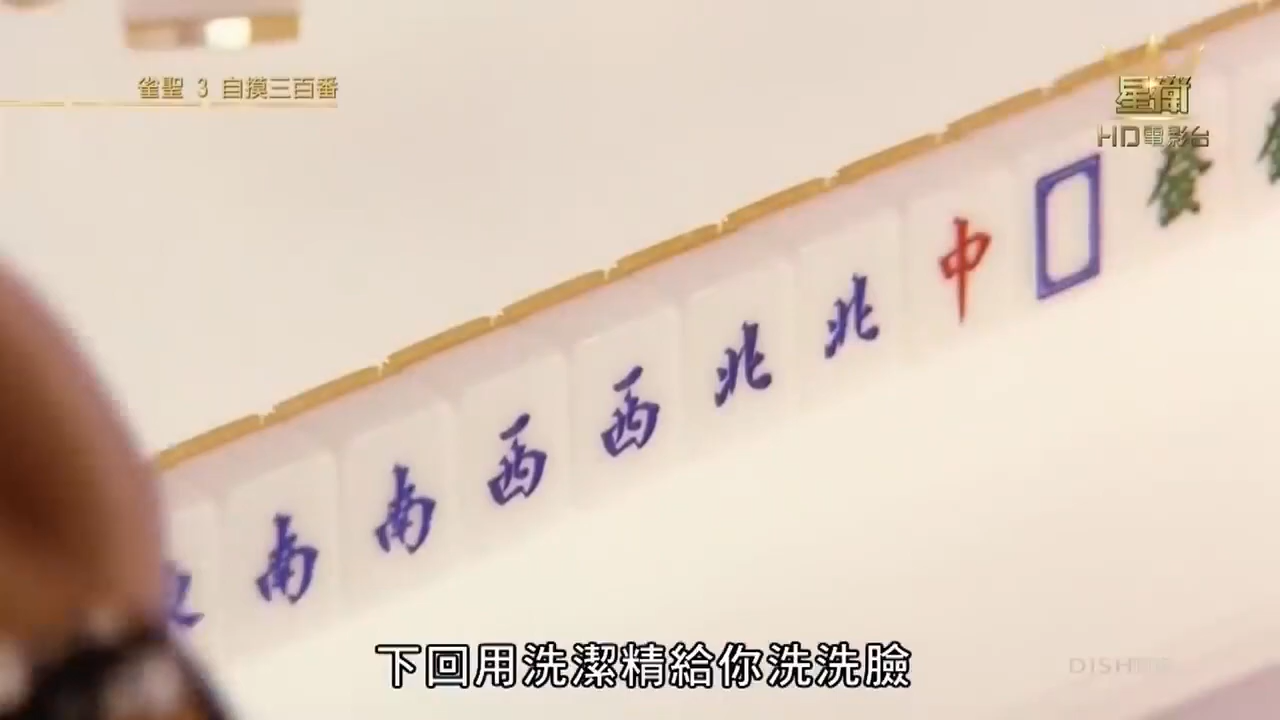 雀聖 3 自摸三百番
星衛
HD電影台
南 南 西 西 北 北 中 發
下回用洗潔精給你洗洗臉
DISH